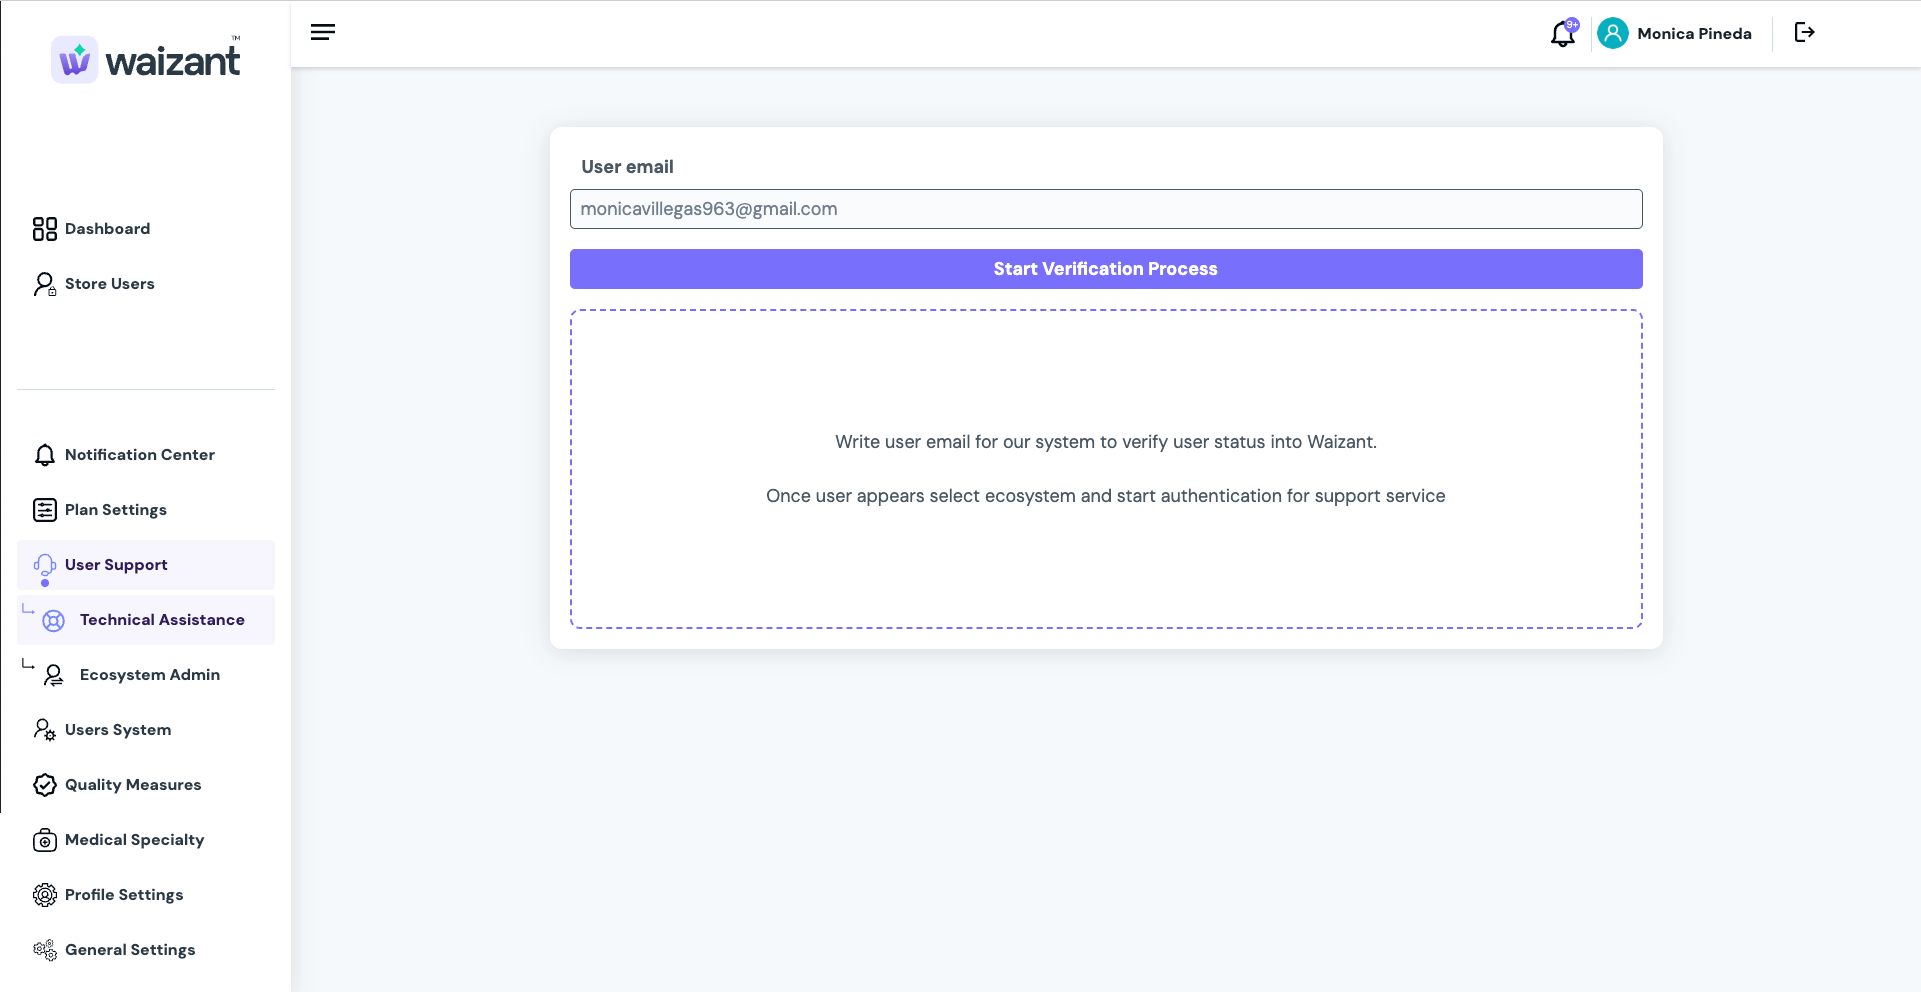 waizant™
9+
Monica Pineda
Dashboard
Store Users
Notification Center
Plan Settings
User Support
Technical Assistance
Ecosystem Admin
Users System
Quality Measures
Medical Specialty
Profile Settings
General Settings
User email
monicavillegas963@gmail.com
Start Verification Process
Write user email for our system to verify user status into Waizant.
Once user appears select ecosystem and start authentication for support service